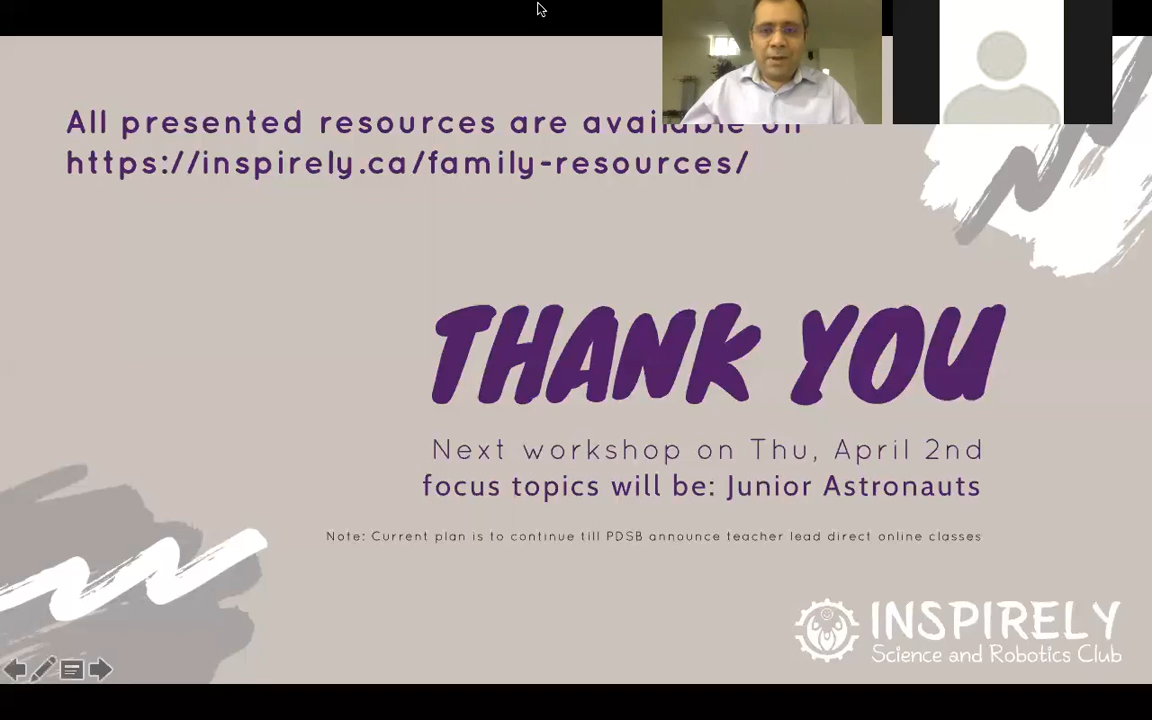 All presented resources are available on
https://inspirely.ca/family-resources/
THANK YOU
Next workshop on Thu, April 2nd
focus topics will be: Junior Astronauts
Note: Current plan is to continue till PDSB announce teacher lead direct online classes
INSPIRELY
Science and Robotics Club